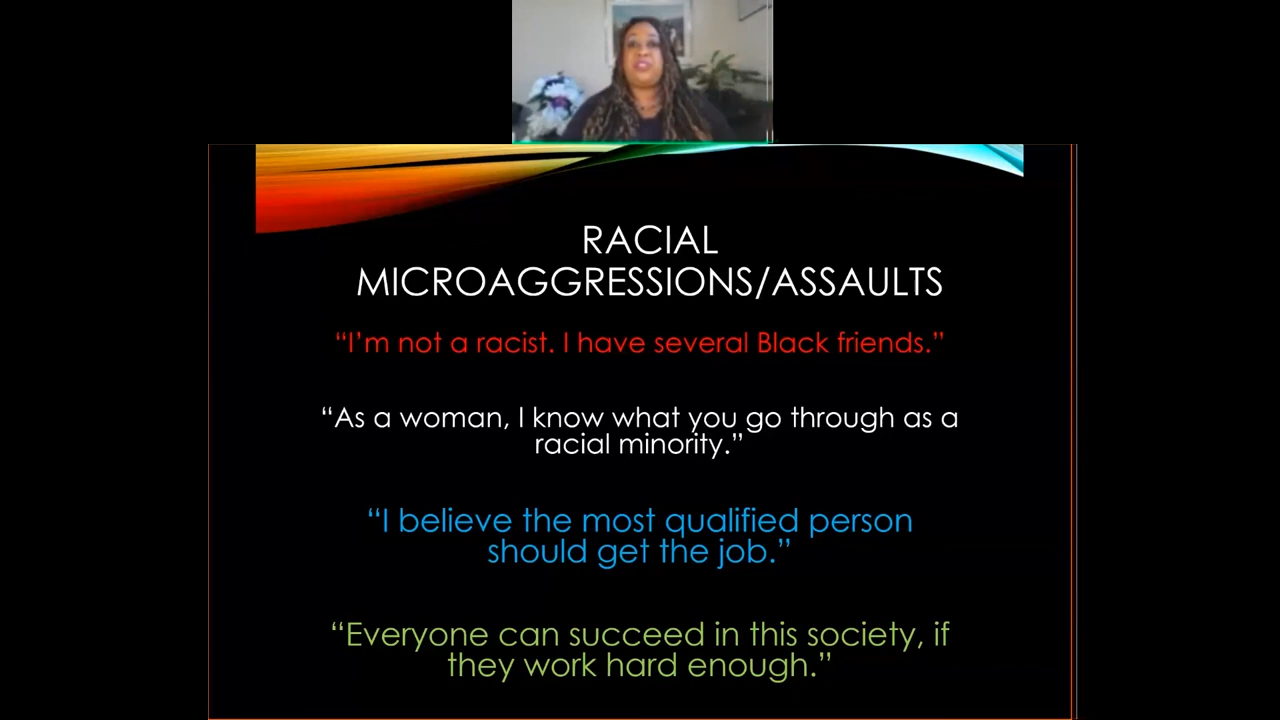 RACIAL
MICROAGGRESSIONS/ASSAULTS
“I’m not a racist. I have several Black friends.”
“As a woman, I know what you go through as a
racial minority.”
“I believe the most qualified person
should get the job.”
“Everyone can succeed in this society, if
they work hard enough.”